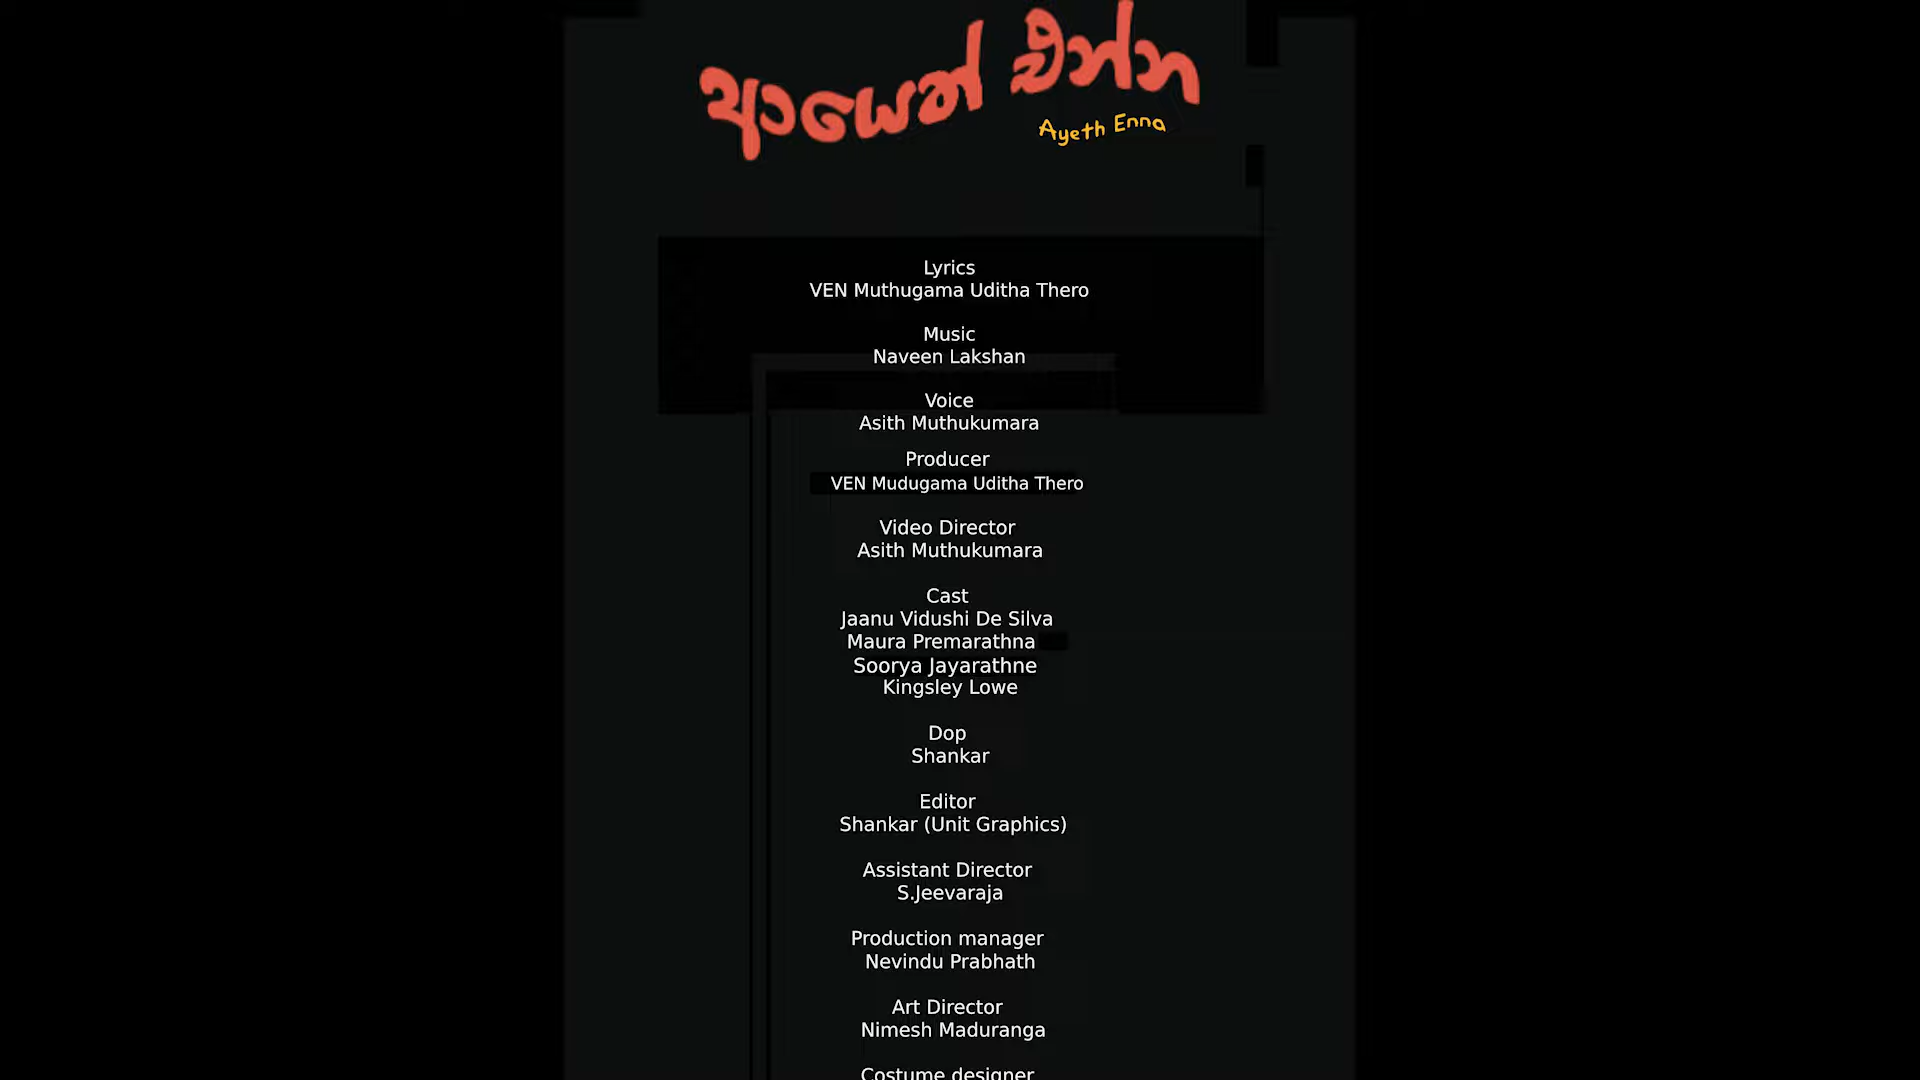 ආයෙත් එන්න
Ayeth Enna
Lyrics
VEN Muthugama Uditha Thero
Music
Naveen Lakshan
Voice
Asith Muthukumara
Producer
VEN Mudugama Uditha Thero
Video Director
Asith Muthukumara
Cast
Jaanu Vidushi De Silva
Maura Premarathna
Soorya Jayarathne
Kingsley Lowe
Dop
Shankar
Editor
Shankar (Unit Graphics)
Assistant Director
S.Jeevaraja
Production manager
Nevindu Prabhath
Art Director
Nimesh Maduranga
Costume designer